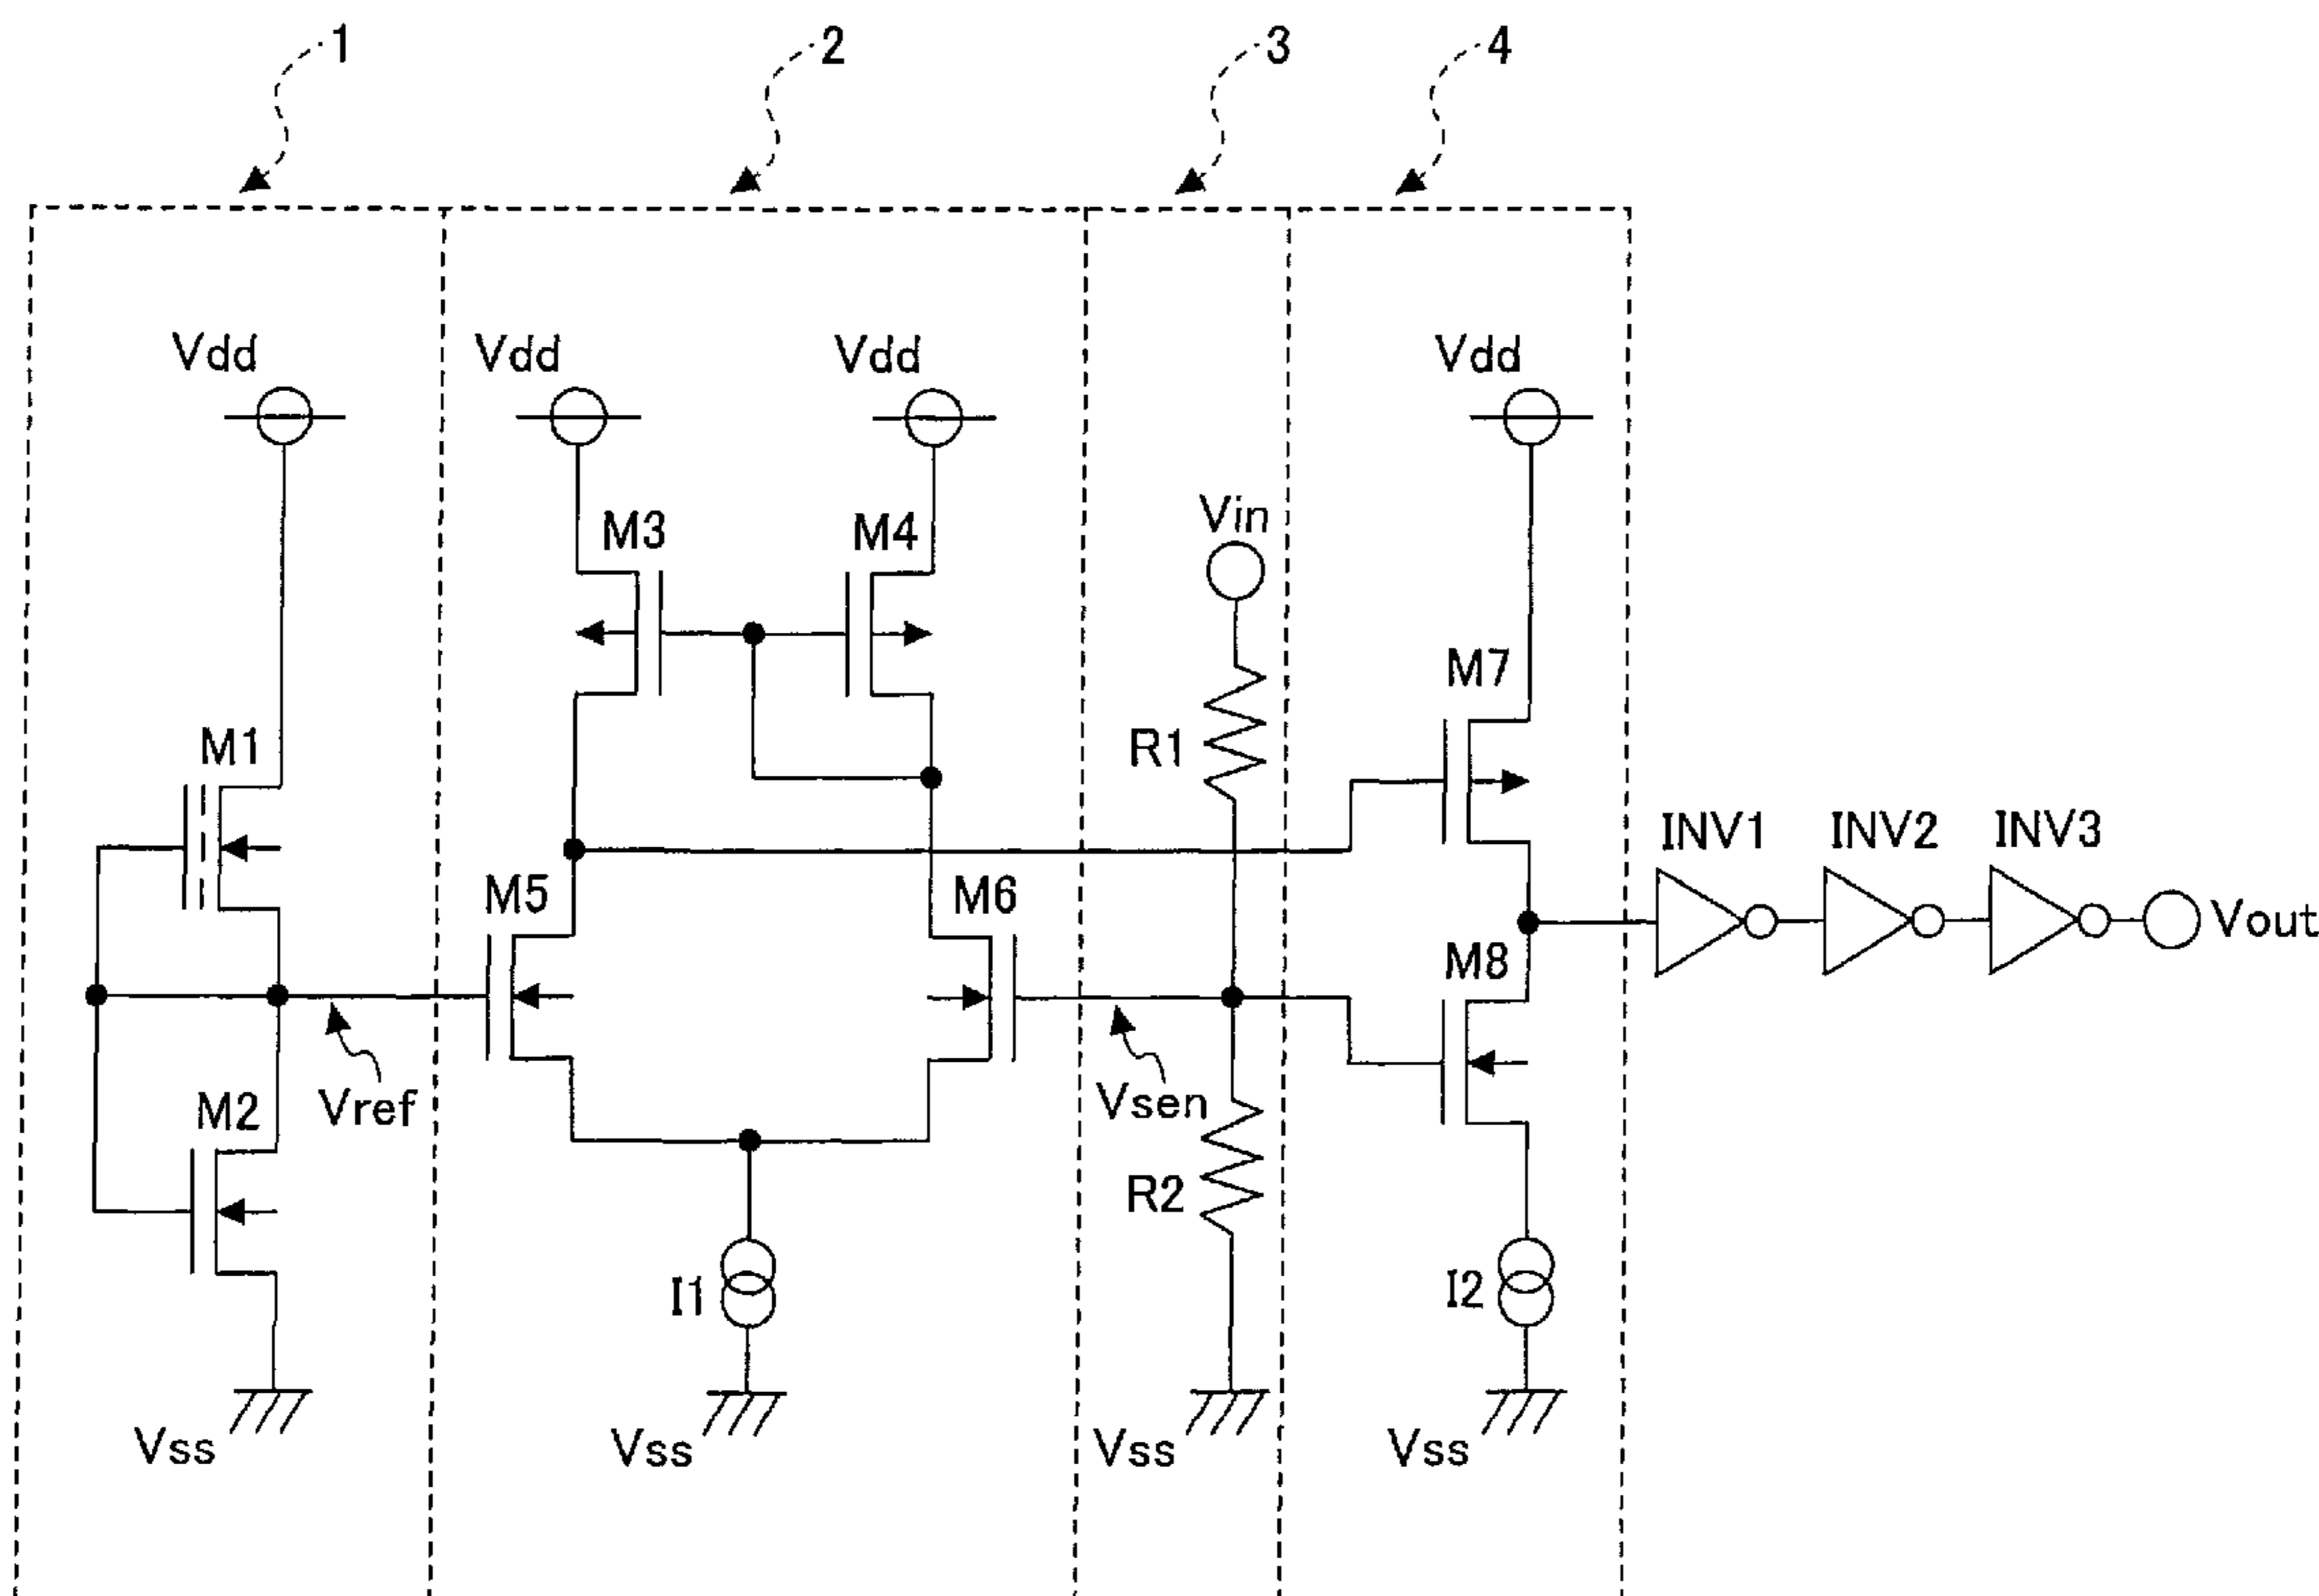 1
2
3
4
Vdd
Vdd
Vdd
Vdd
Vin
M3
M4
M7
M1
R1
INV1
INV2
INV3
M5
M6
Vout
M8
Vref
Vsen
M2
R2
I1
I2
Vss
Vss
Vss
Vss